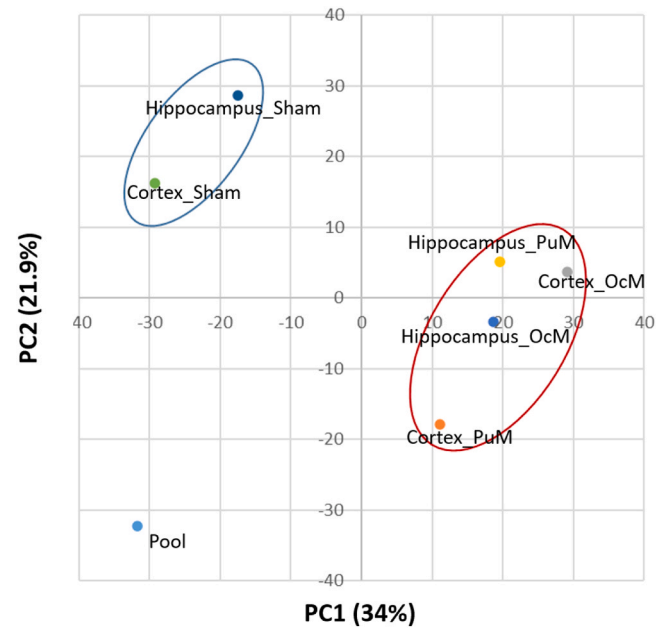 40
30
Hippocampus_Sham
20
Cortex_Sham
10
Hippocampus_PuM
Cortex_OcM
0
40 -30 -20 -10 0 10 20 30 40
Hippocampus_OcM
-10
Cortex_PuM
-20
-30
Pool
-40
PC2 (21.9%)
PC1 (34%)